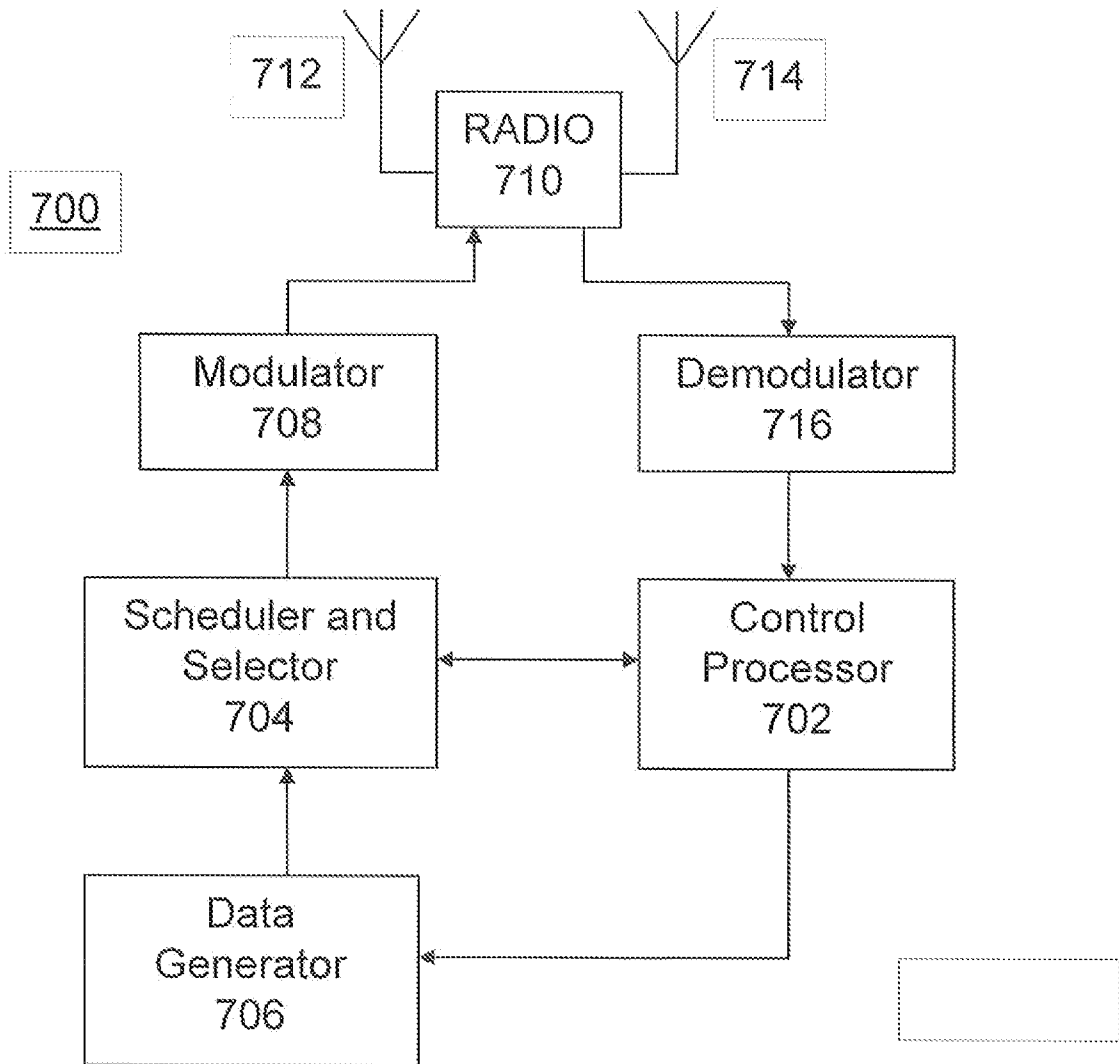 712
714
RADIO
710
700
Modulator
708
Demodulator
716
Scheduler and
Selector
704
Control
Processor
702
Data
Generator
706